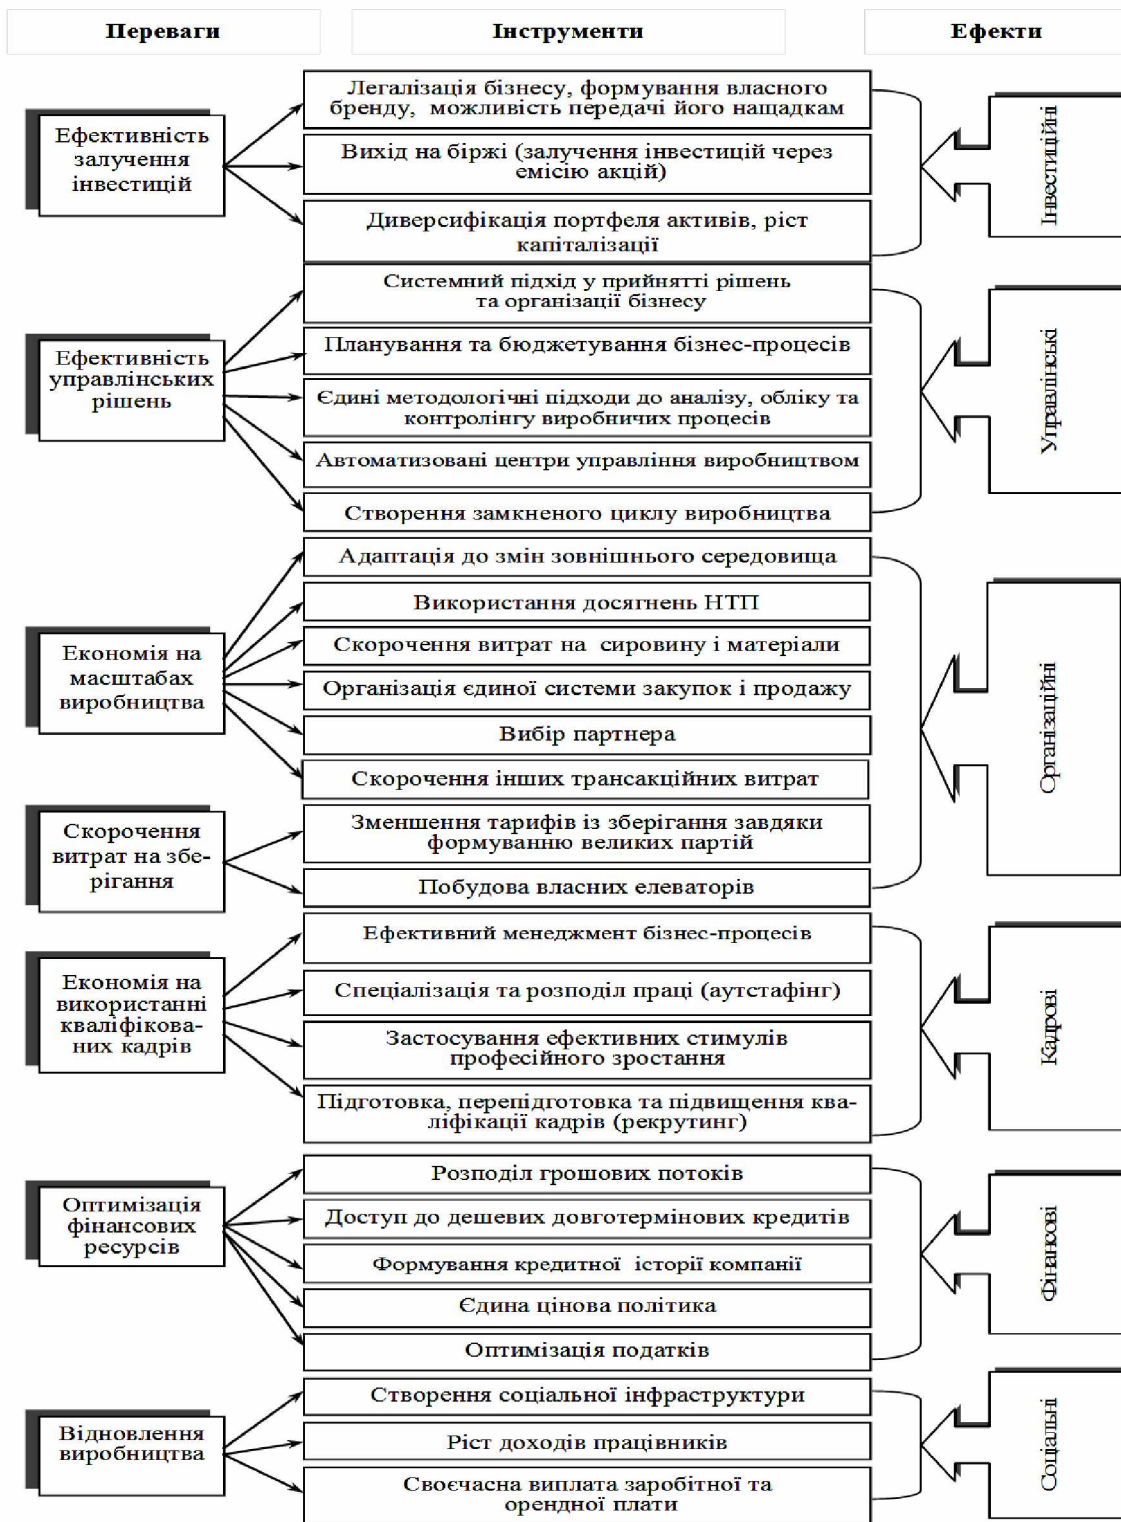 Переваги
Інструменти
Ефекти
Ефективність
залучення
інвестицій
Легалізація бізнесу, формування власного
бренду, можливість передачі його нащадкам
Вихід на біржі (залучення інвестицій через
емісію акцій)
Диверсифікація портфеля активів, ріст
капіталізації
Інвестиційні
Ефективність
управлінських
рішень
Системний підхід у прийнятті рішень
та організації бізнесу
Планування та бюджетування бізнес-процесів
Єдині методологічні підходи до аналізу, обліку та
контролінгу виробничих процесів
Автоматизовані центри управління виробництвом
Створення замкненого циклу виробництва
Управлінські
Економія на
масштабах
виробництва
Адаптація до змін зовнішнього середовища
Використання досягнень НТП
Скорочення витрат на сировину і матеріали
Організація єдиної системи закупок і продажу
Вибір партнера
Скорочення інших трансакційних витрат
Скорочення
витрат на збе-
рігання
Зменшення тарифів із зберігання завдяки
формуванню великих партій
Побудова власних елеваторів
Організаційні
Економія на
використанні
кваліфікова-
них кадрів
Ефективний менеджмент бізнес-процесів
Спеціалізація та розподіл праці (аутстафінг)
Застосування ефективних стимулів
професійного зростання
Підготовка, перепідготовка та підвищення ква-
ліфікації кадрів (рекрутинг)
Кадрові
Оптимізація
фінансових
ресурсів
Розподіл грошових потоків
Доступ до дешевих довготермінових кредитів
Формування кредитної історії компанії
Єдина цінова політика
Оптимізація податків
Фінансові
Відновлення
виробництва
Створення соціальної інфраструктури
Ріст доходів працівників
Своєчасна виплата заробітної та
орендної плати
Соціальні